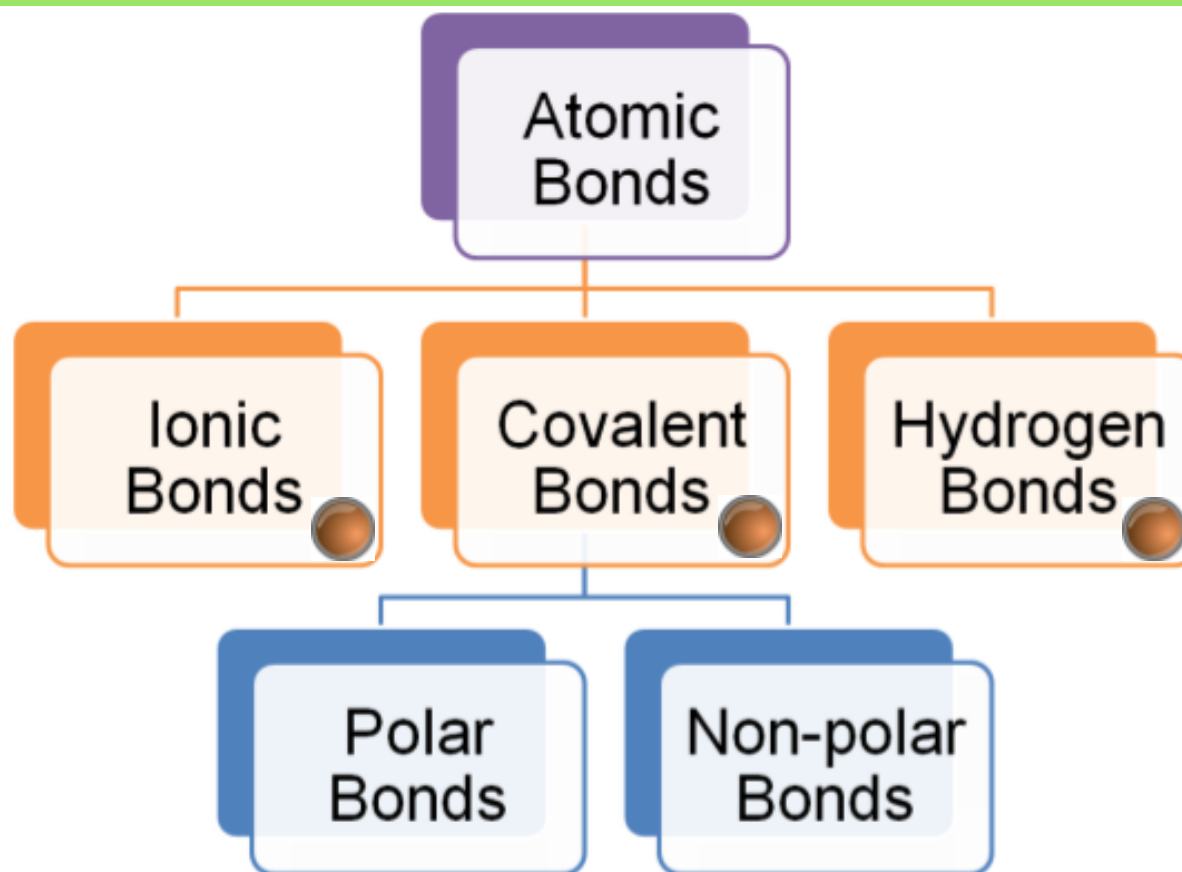 Atomic
Bonds
Ionic
Bonds
Covalent
Bonds
Hydrogen
Bonds
Polar
Bonds
Non-polar
Bonds